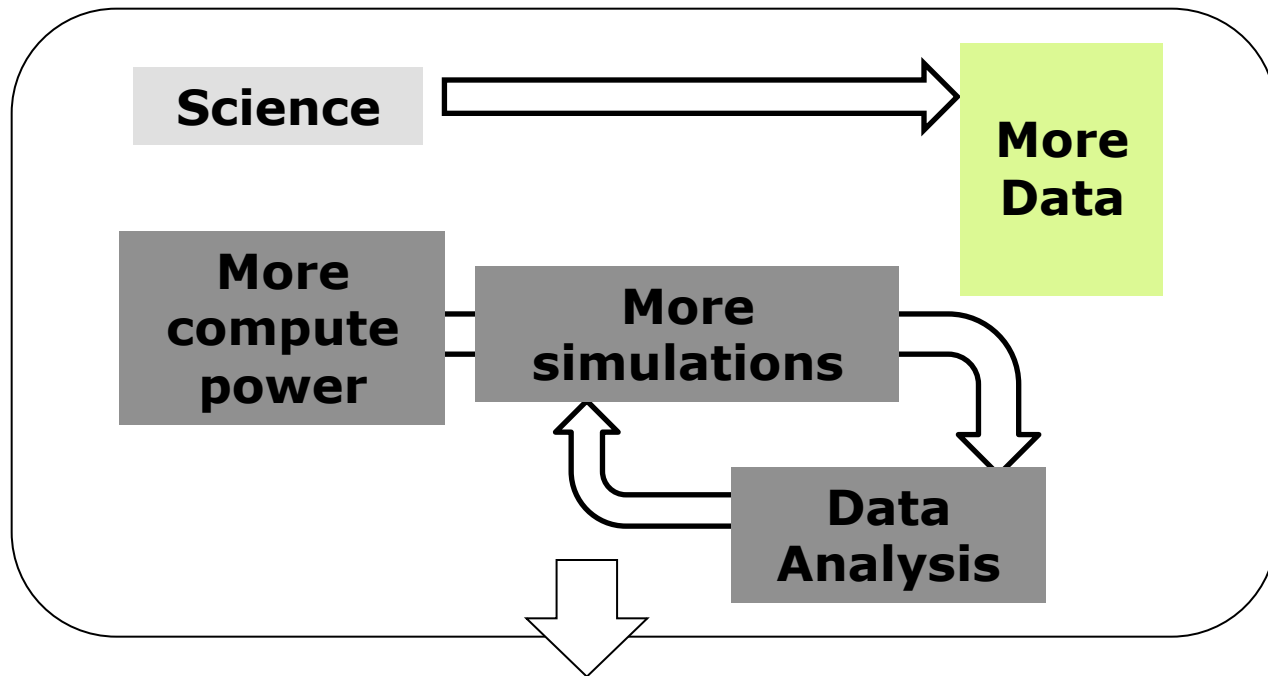 Science
More
Data
More
compute
power
More
simulations
Data
Analysis